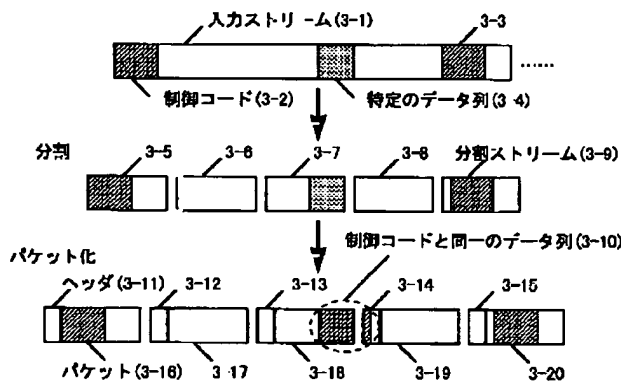 入力ストリーム(3-1) 3-3
……
制御コード(3-2) 特定のデータ列(3-4)
分割 3-5 3-6 3-7 3-8 分割ストリーム(3-9)
制御コードと同一のデータ列(3-10)
パケット化
ヘッダ(3-11) 3-12 3-13 3-14 3-15
パケット(3-16) 3-17 3-18 3-19 3-20